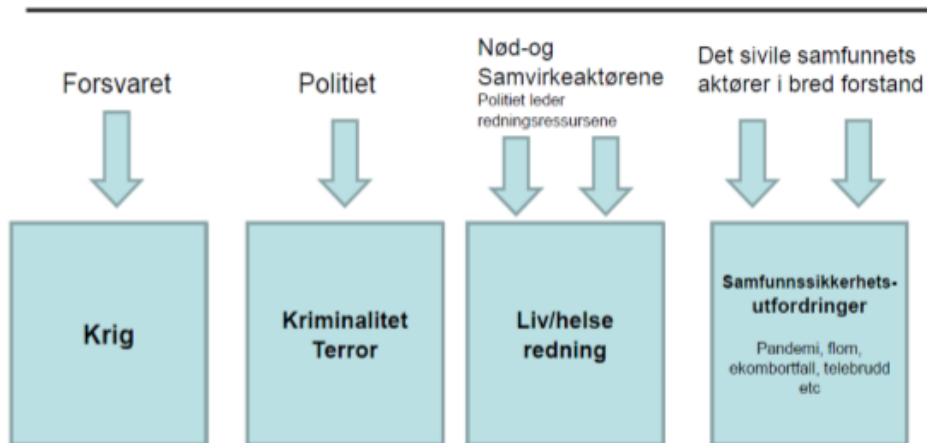 Forsvaret
Politiet
Nød-og
Samvirkeaktørene
Politiet leder
redningsressursene
Det sivile samfunnets
aktører i bred forstand
Krig
Kriminalitet
Terror
Liv/helse
redning
Samfunnssikkerhets-
utfordringer
Pandemi, flom,
ekombortfall, telebrudd
etc